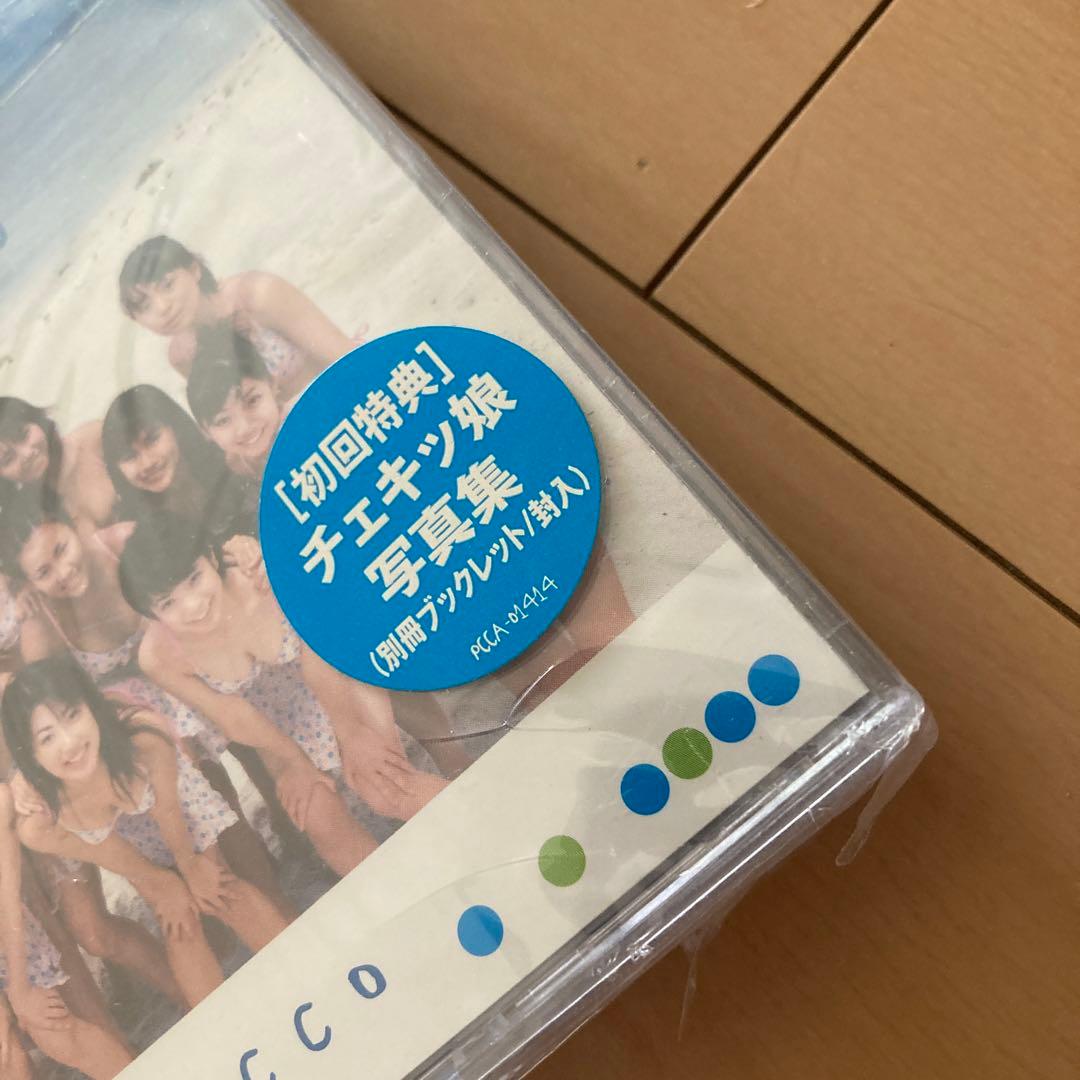 [初回特典]
チェキッ娘
写真集
(別冊ブックレット/封入)
PCCA-01414
CCO